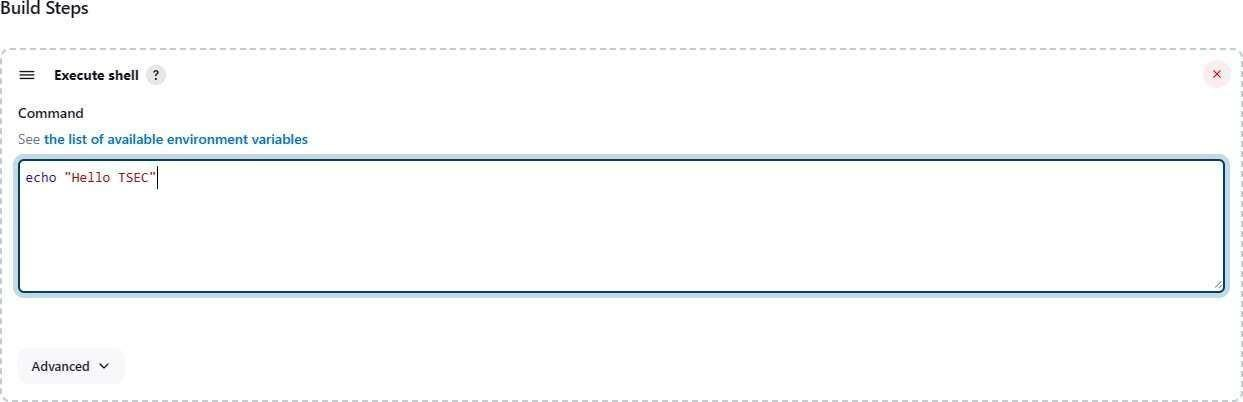 Build Steps
Execute shell ?
Command
See the list of available environment variables
echo "Hello TSEC"
Advanced